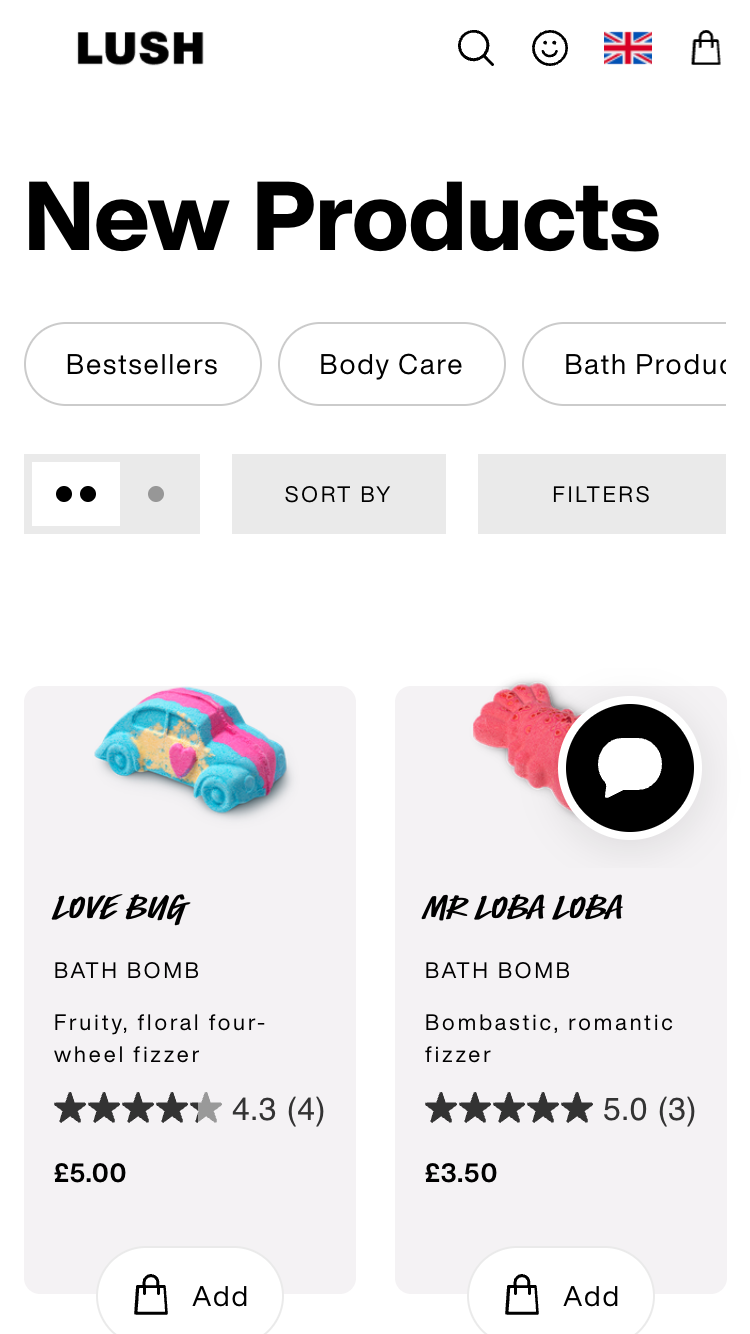 LUSH
New Products
Bestsellers
Body Care
Bath Produc
SORT BY
FILTERS
LOVE BUG
BATH BOMB
Fruity, floral four-
wheel fizzer
4.3 (4)
£5.00
Add
MR LOBA LOBA
BATH BOMB
Bombastic, romantic
fizzer
5.0 (3)
£3.50
Add